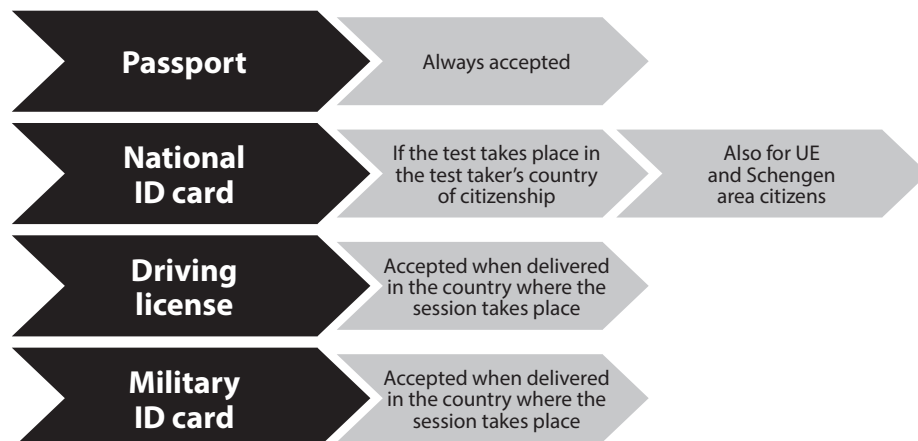 Passport
Always accepted
National
ID card
If the test takes place in
the test taker's country
of citizenship
Also for UE
and Schengen
area citizens
Driving
license
Accepted when delivered
in the country where the
session takes place
Military
ID card
Accepted when delivered
in the country where the
session takes place